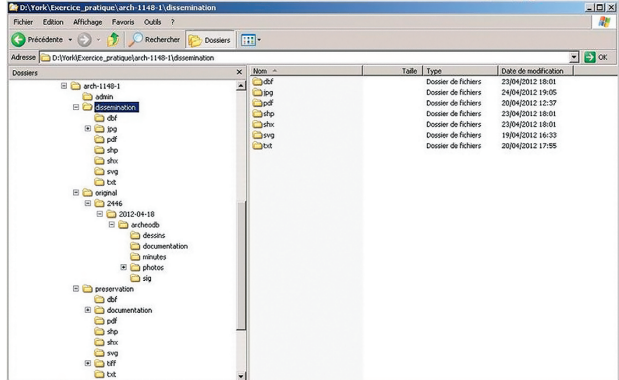 D:\York\Exercice_pratique\arch-1148-1\dissemination
Fichier Edition Affichage Favoris Outils ?
Précédente Rechercher Dossiers
Adresse D:\York\Exercice_pratique\arch-1148-1\dissemination OK
Dossiers
arch-1148-1
admin
dissemination
dbf
jpg
pdf
shp
shx
svg
txt
original
2446
2012-04-18
archeodb
dessins
documentation
minutes
photos
sig
preservation
dbf
documentation
pdf
shp
shx
svg
tiff
txt
Nom Taille Type Date de modification
dbf Dossier de fichiers 23/04/2012 18:01
jpg Dossier de fichiers 24/04/2012 19:05
pdf Dossier de fichiers 20/04/2012 12:37
shp Dossier de fichiers 23/04/2012 18:01
shx Dossier de fichiers 23/04/2012 18:01
svg Dossier de fichiers 19/04/2012 16:33
txt Dossier de fichiers 20/04/2012 17:55